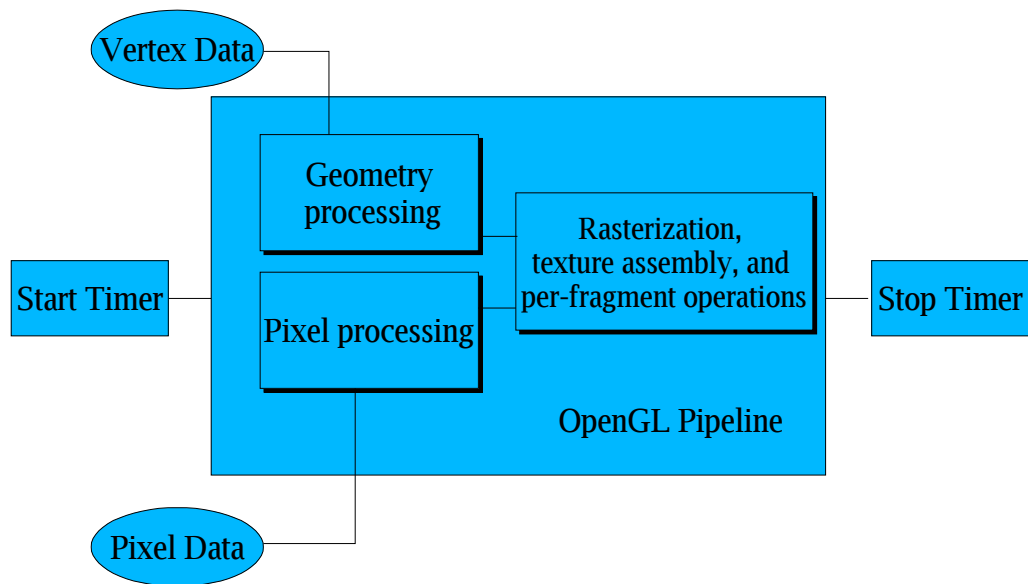 Vertex Data
Geometry
processing
Rasterization,
texture assembly, and
per-fragment operations
Start Timer
Stop Timer
Pixel processing
OpenGL Pipeline
Pixel Data